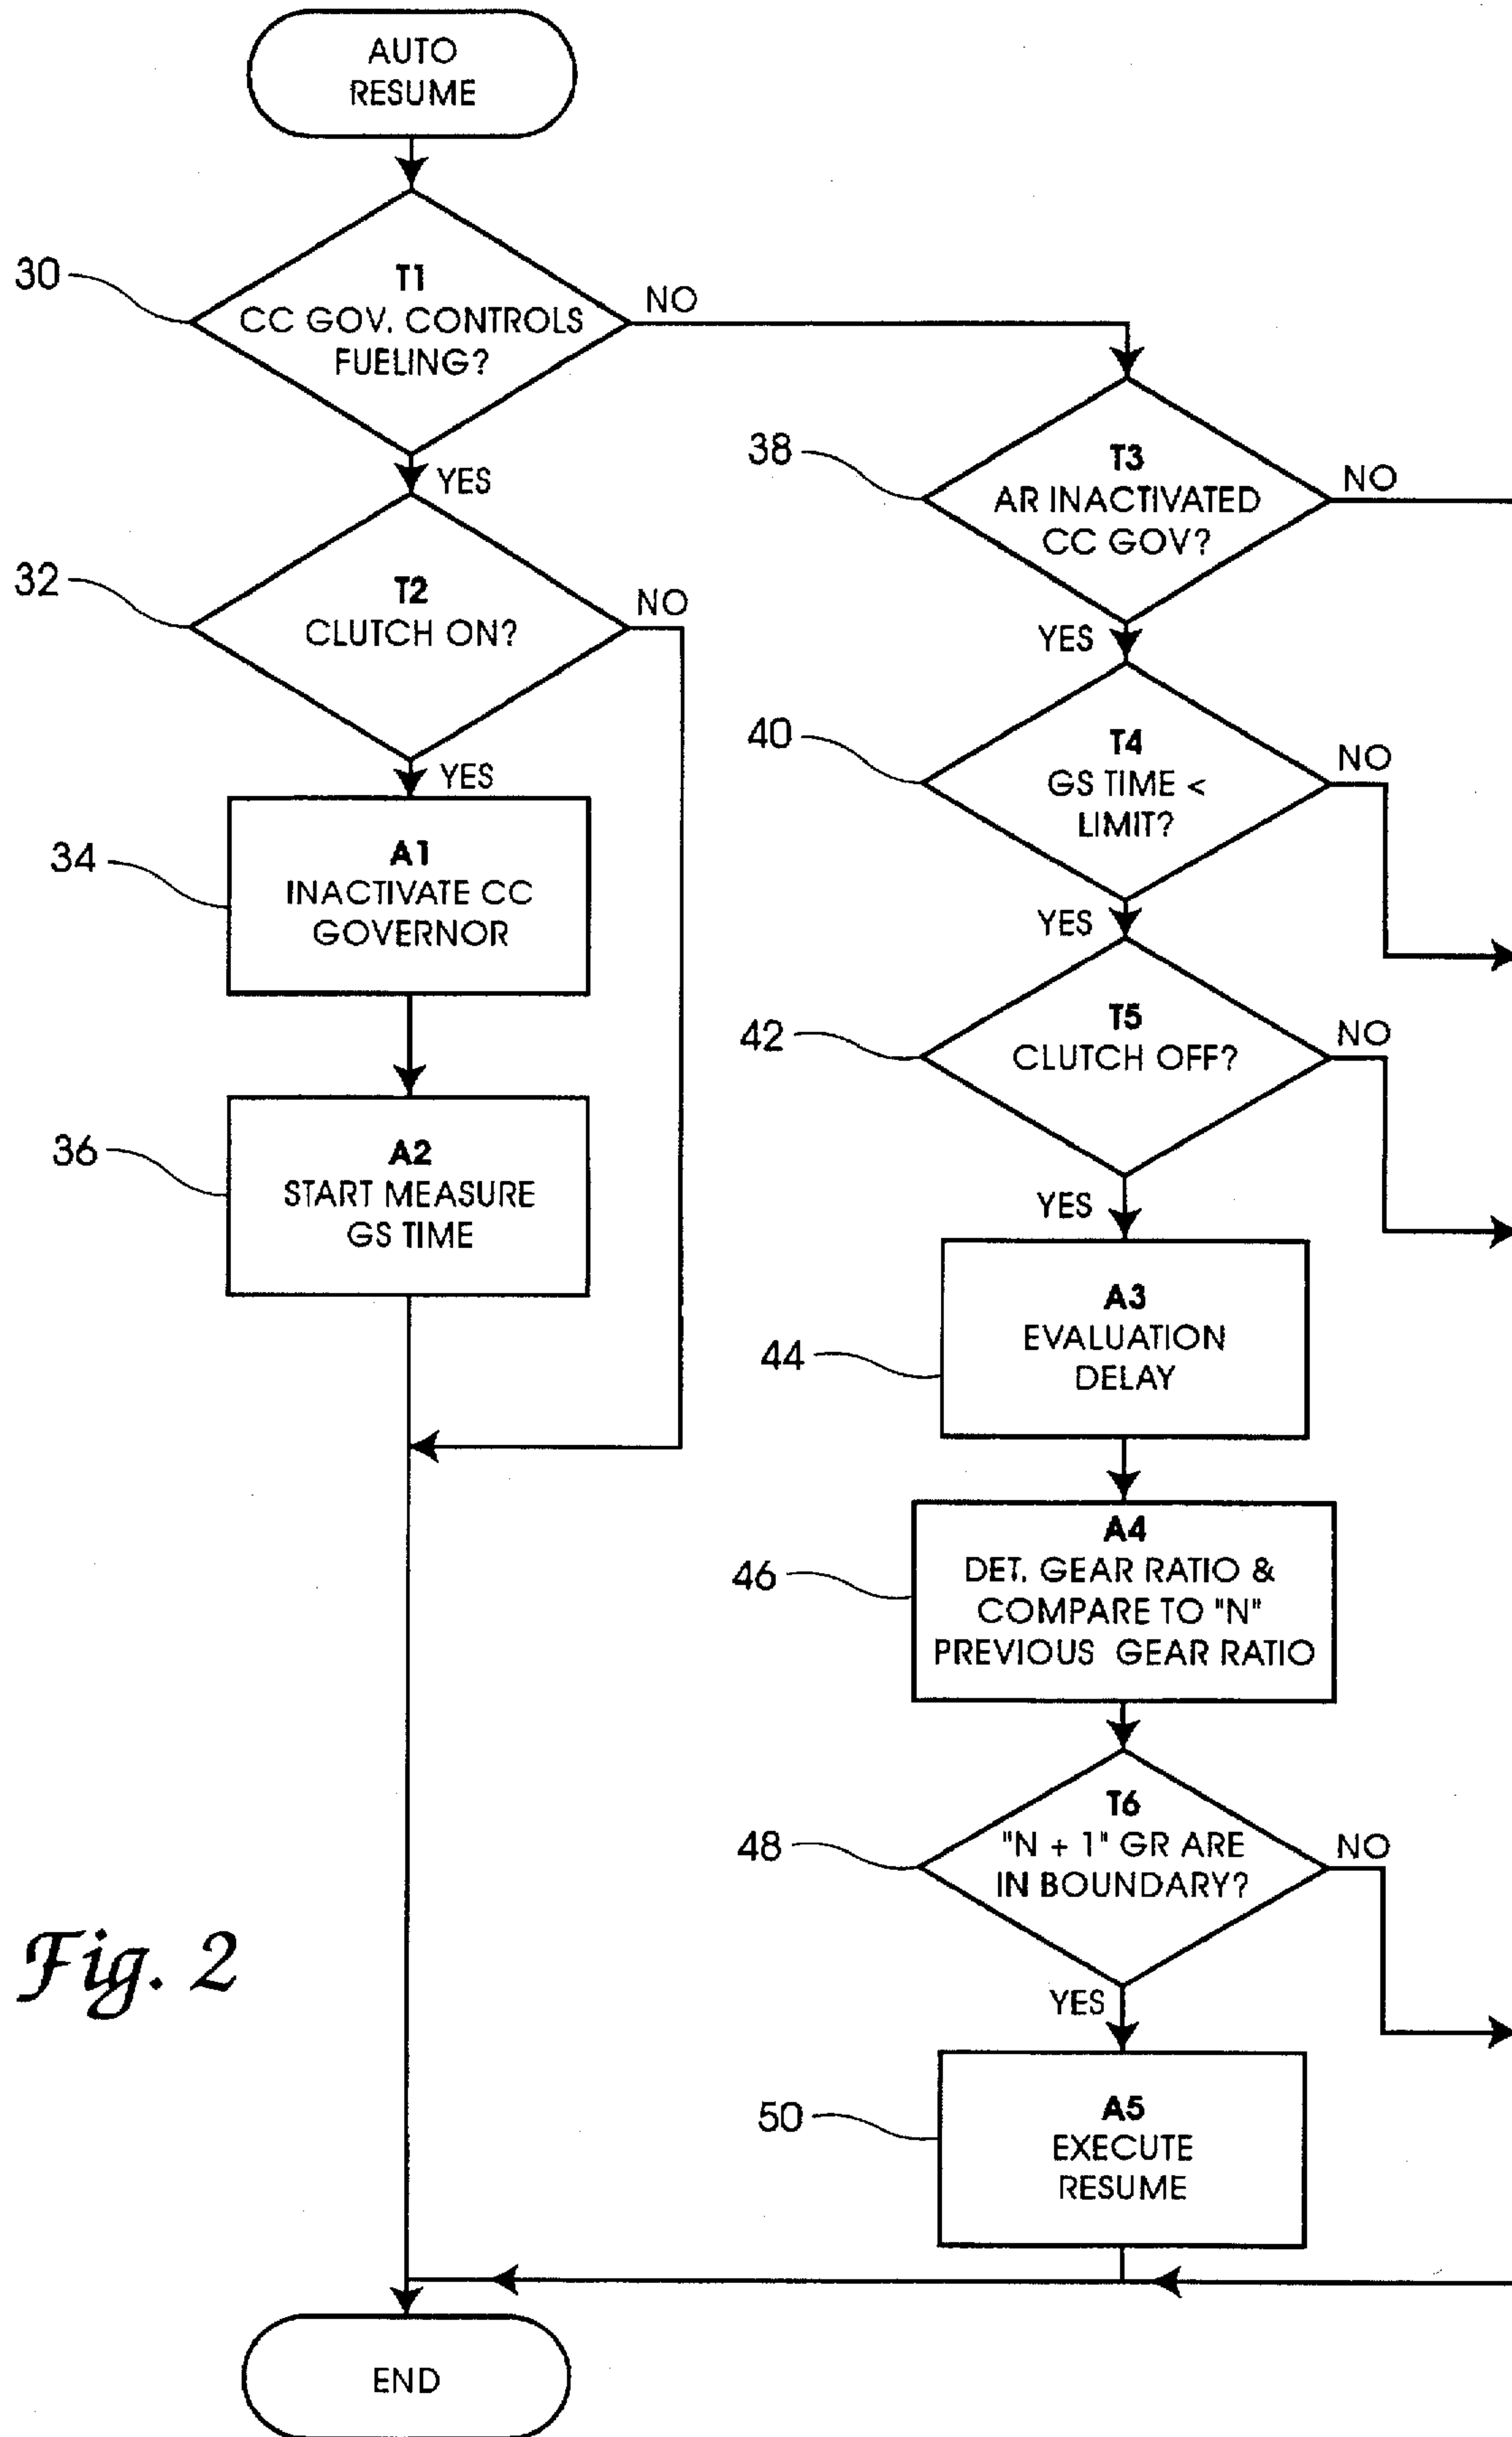 AUTO
RESUME
30
T1
CC GOV. CONTROLS
FUELING?
NO
YES
32
T2
CLUTCH ON?
NO
YES
34
A1
INACTIVATE CC
GOVERNOR
36
A2
START MEASURE
GS TIME
38
T3
AR INACTIVATED
CC GOV?
NO
YES
40
T4
GS TIME <
LIMIT?
NO
YES
42
T5
CLUTCH OFF?
NO
YES
44
A3
EVALUATION
DELAY
46
A4
DET. GEAR RATIO &
COMPARE TO "N"
PREVIOUS GEAR RATIO
48
T6
"N + 1" GR ARE
IN BOUNDARY?
NO
YES
50
A5
EXECUTE
RESUME
END
Fig. 2